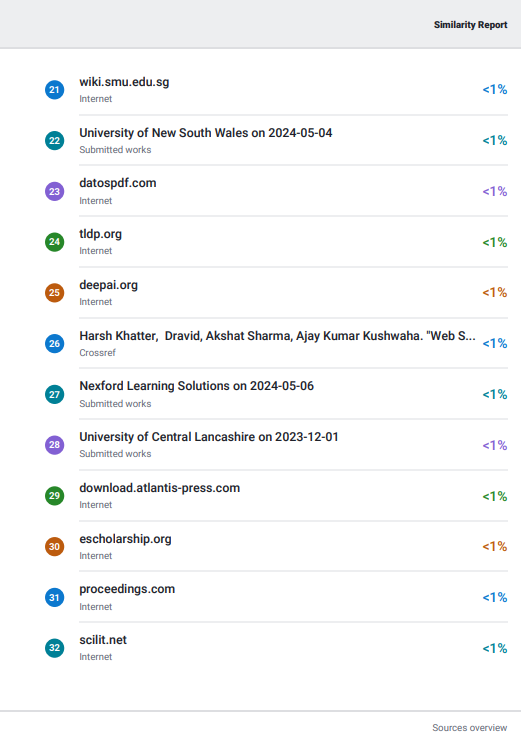 Similarity Report
21 wiki.smu.edu.sg <1%
Internet
22 University of New South Wales on 2024-05-04 <1%
Submitted works
23 datospdf.com <1%
Internet
24 tldp.org <1%
Internet
25 deepai.org <1%
Internet
26 Harsh Khatter,  Dravid, Akshat Sharma, Ajay Kumar Kushwaha. "Web S... <1%
Crossref
27 Nexford Learning Solutions on 2024-05-06 <1%
Submitted works
28 University of Central Lancashire on 2023-12-01 <1%
Submitted works
29 download.atlantis-press.com <1%
Internet
30 escholarship.org <1%
Internet
31 proceedings.com <1%
Internet
32 scilit.net <1%
Internet
Sources overview